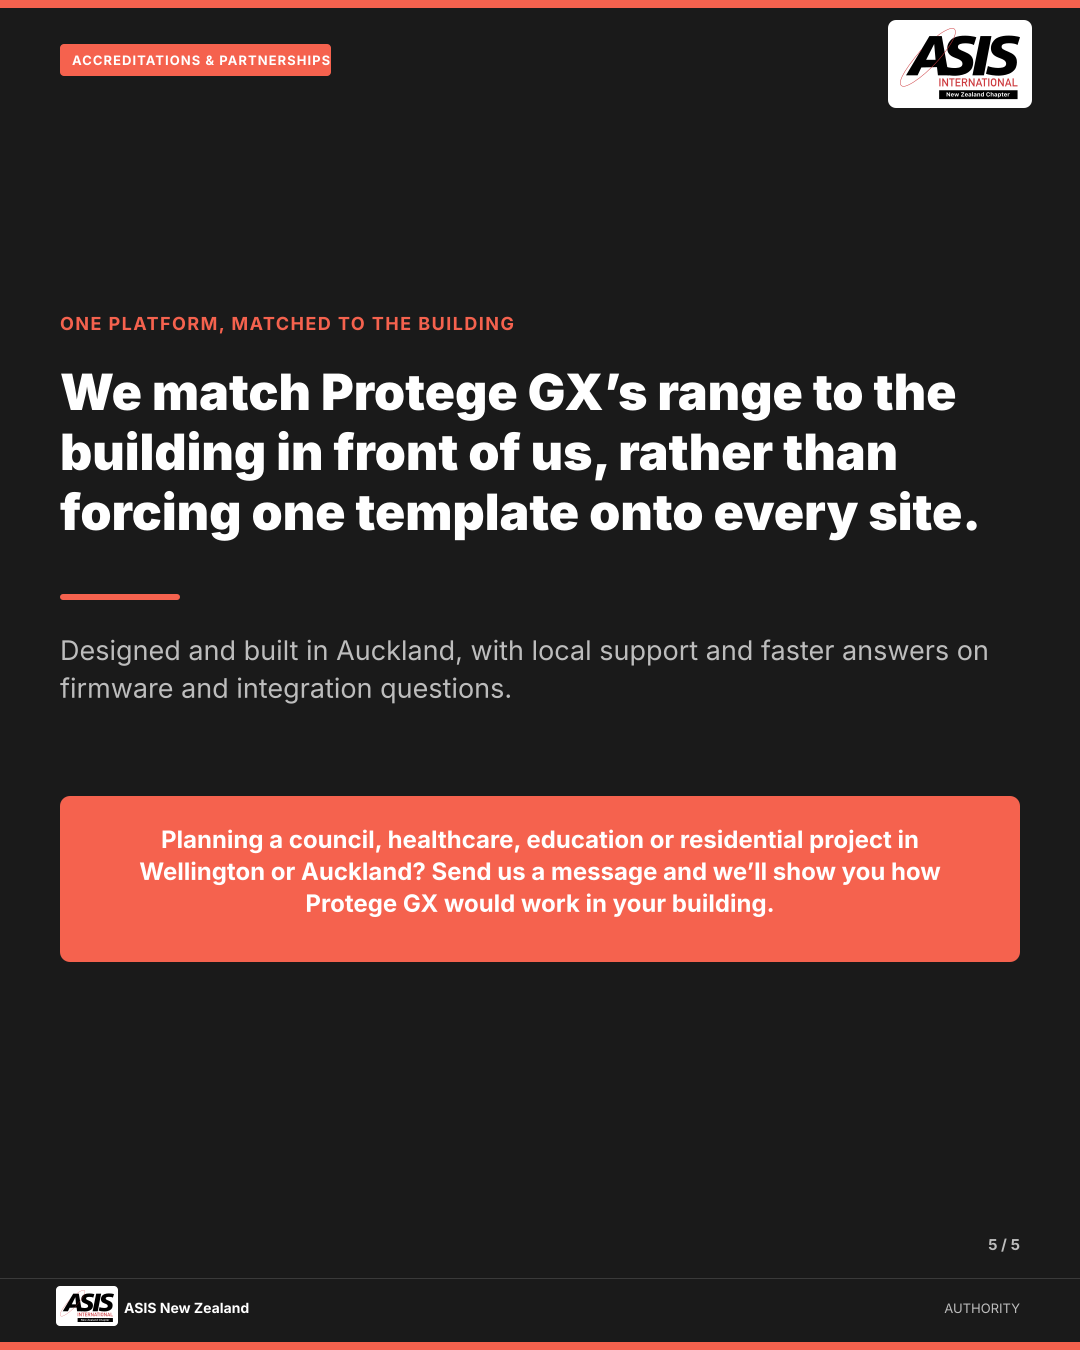 ACCREDITATIONS & PARTNERSHIPS
ASIS
INTERNATIONAL
New Zealand Chapter
ONE PLATFORM, MATCHED TO THE BUILDING
We match Protege GX’s range to the
building in front of us, rather than
forcing one template onto every site.
Designed and built in Auckland, with local support and faster answers on
firmware and integration questions.
Planning a council, healthcare, education or residential project in
Wellington or Auckland? Send us a message and we’ll show you how
Protege GX would work in your building.
5 / 5
ASIS
INTERNATIONAL
New Zealand Chapter
ASIS New Zealand
AUTHORITY